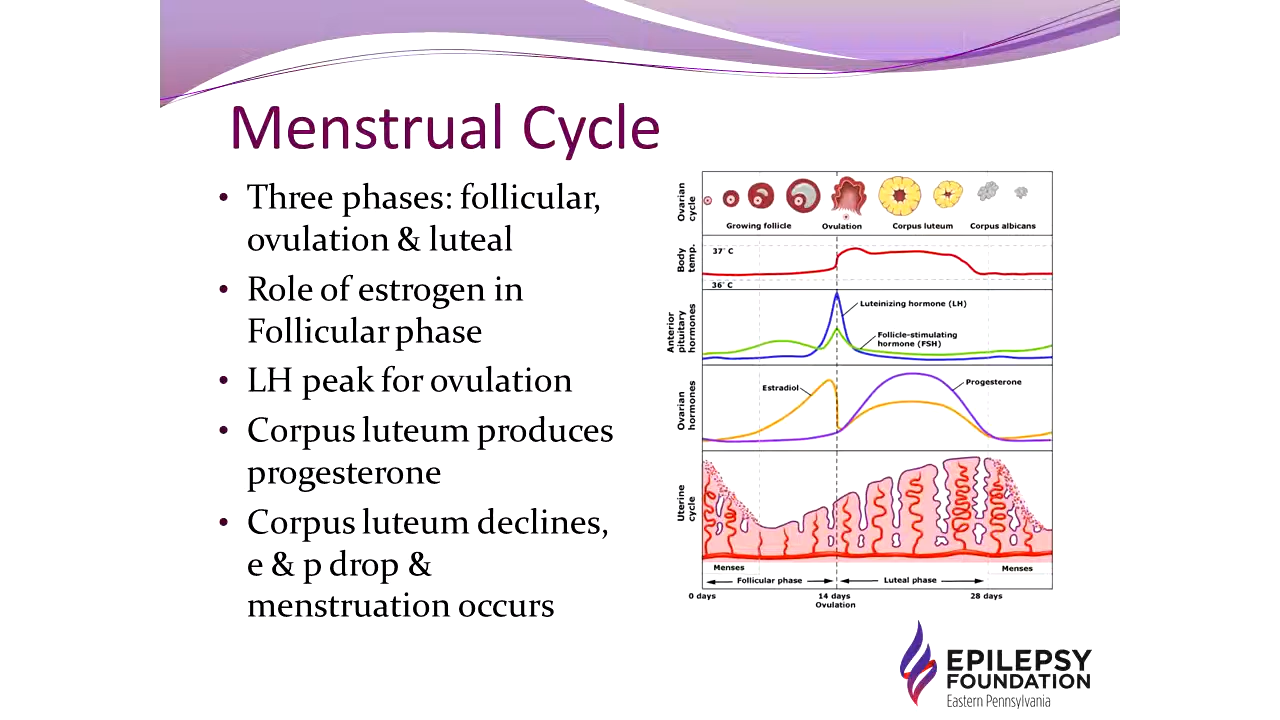 Menstrual Cycle
• Three phases: follicular,
ovulation & luteal
• Role of estrogen in
Follicular phase
• LH peak for ovulation
• Corpus luteum produces
progesterone
• Corpus luteum declines,
e & p drop &
menstruation occurs
Ovarian
cycle
Growing follicle
Ovulation
Corpus luteum
Corpus albicans
Body
temp.
37° C
36° C
Anterior
pituitary
hormones
Luteinizing hormone (LH)
Follicle-stimulating
hormone (FSH)
Ovarian
hormones
Estradiol
Progesterone
Uterine
cycle
Menses
Menses
Follicular phase
Luteal phase
0 days
14 days
Ovulation
28 days
EPILEPSY
FOUNDATION
Eastern Pennsylvania